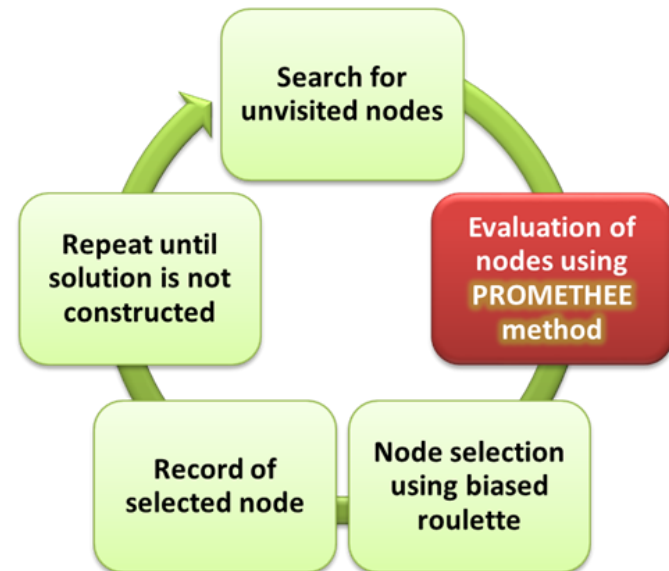 Search for
unvisited nodes
Evaluation of
nodes using
PROMETHEE
method
Node selection
using biased
roulette
Record of
selected node
Repeat until
solution is not
constructed